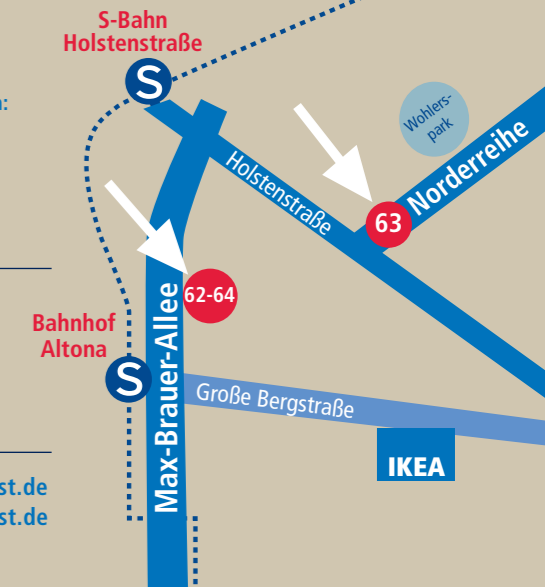 S-Bahn
Holstenstraße
S
Wohlers-
park
Norderreihe
Holstenstraße
63
62-64
Bahnhof
Altona
S
Max-Brauer-Allee
Große Bergstraße
IKEA
st.de
st.de